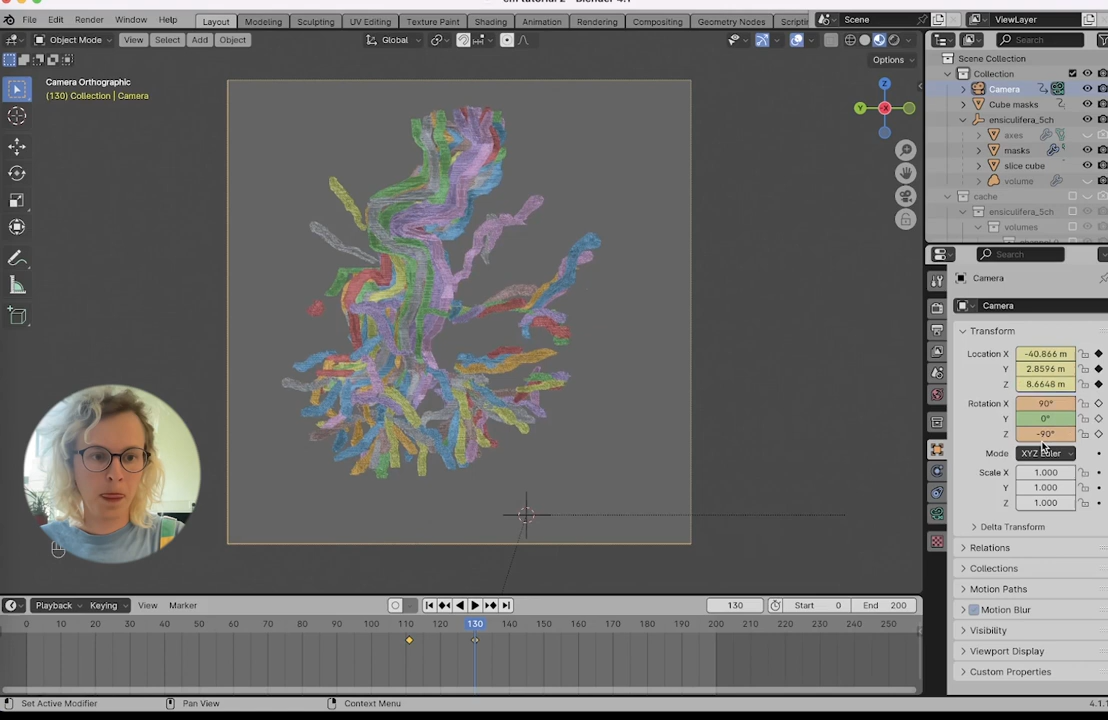 File Edit Render Window Help Layout Modeling Sculpting UV Editing Texture Paint Shading Animation Rendering Compositing Geometry Nodes Scene ViewLayer
Object Mode View Select Add Object Global Search
Options
Scene Collection
Collection
Camera
Cube masks
ensiculifera_5ch
axes
masks
slice cube
volume
cache
ensiculifera_5ch
volumes
Camera Orthographic
(130) Collection | Camera
Z
Y
X
Search
Camera
Camera
Transform
Location X -40.866 m
Y 2.8596 m
Z 8.6648 m
Rotation X 90°
Y 0°
Z -90°
Mode XYZ Euler
Scale X 1.000
Y 1.000
Z 1.000
Delta Transform
Relations
Collections
Motion Paths
Motion Blur
Visibility
Viewport Display
Custom Properties
Playback Keying View Marker 130 Start 0 End 200
0 10 20 30 40 50 60 70 80 90 100 110 120 130 140 150 160 170 180 190 200 210 220 230 240 250
Set Active Modifier Pan View Context Menu 4.1.